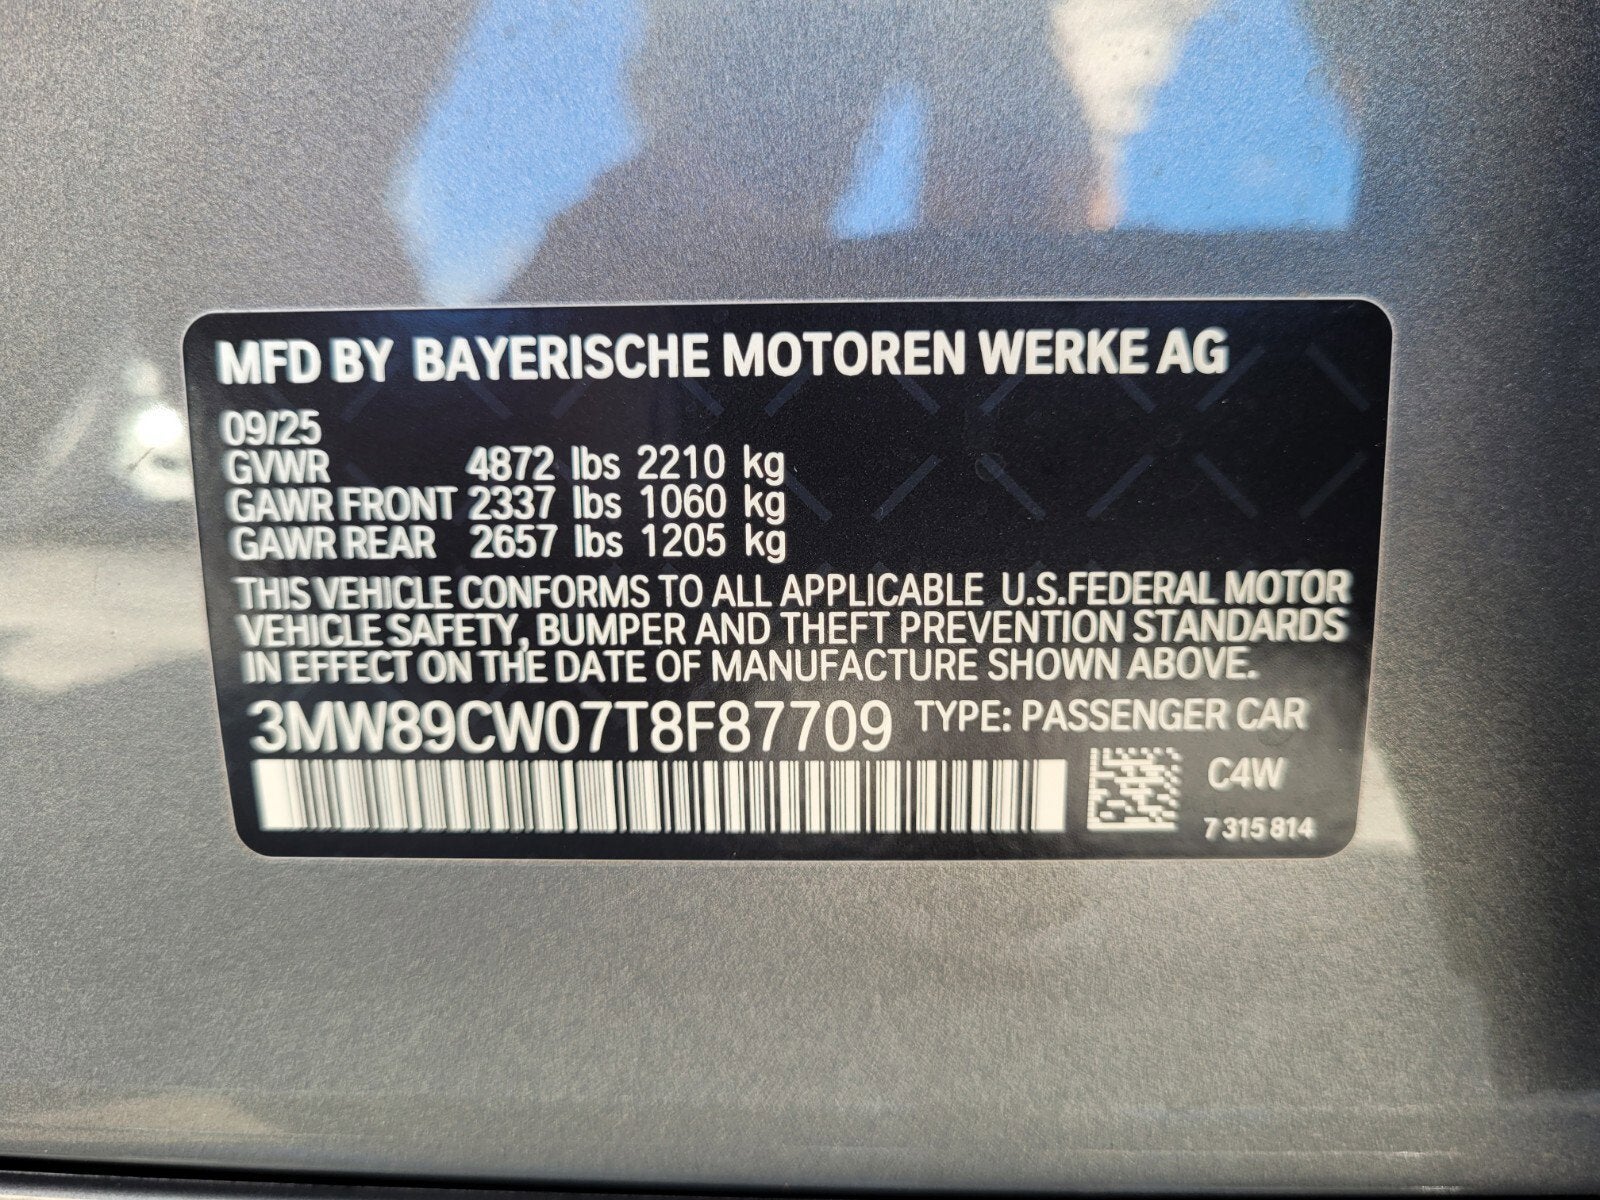 MFD BY BAYERISCHE MOTOREN WERKE AG
09/25
GVWR 4872 lbs 2210 kg
GAWR FRONT 2337 lbs 1060 kg
GAWR REAR 2657 lbs 1205 kg
THIS VEHICLE CONFORMS TO ALL APPLICABLE U.S.FEDERAL MOTOR
VEHICLE SAFETY, BUMPER AND THEFT PREVENTION STANDARDS
IN EFFECT ON THE DATE OF MANUFACTURE SHOWN ABOVE.
3MW89CW07T8F87709 TYPE: PASSENGER CAR
C4W
7 315 814